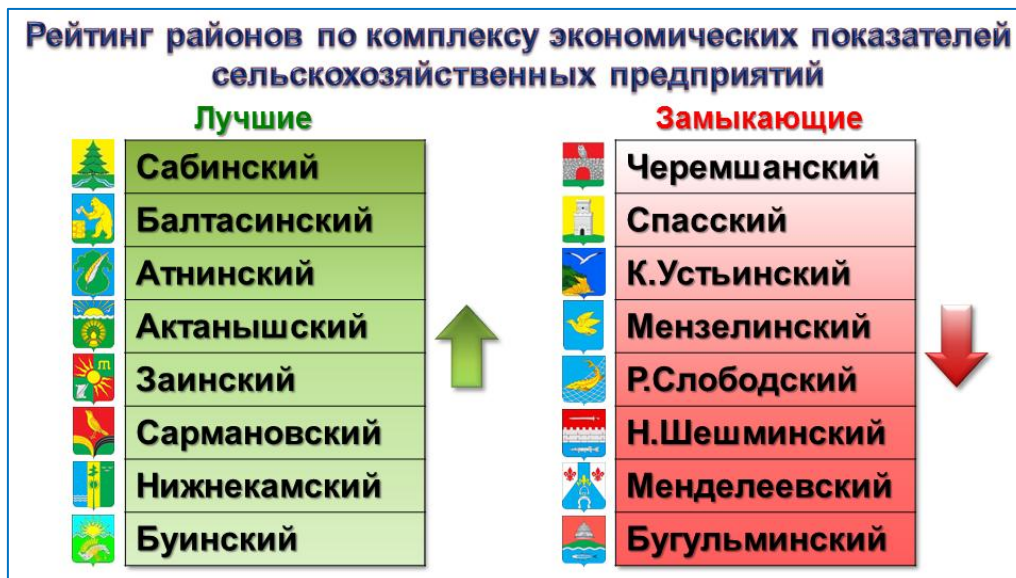 Рейтинг районов по комплексу экономических показателей
сельскохозяйственных предприятий
Лучшие
Сабинский
Балтасинский
Атнинский
Актанышский
Заинский
Сармановский
Нижнекамский
Буинский
Замыкающие
Черемшанский
Спасский
К.Устьинский
Мензелинский
Р.Слободский
Н.Шешминский
Менделеевский
Бугульминский